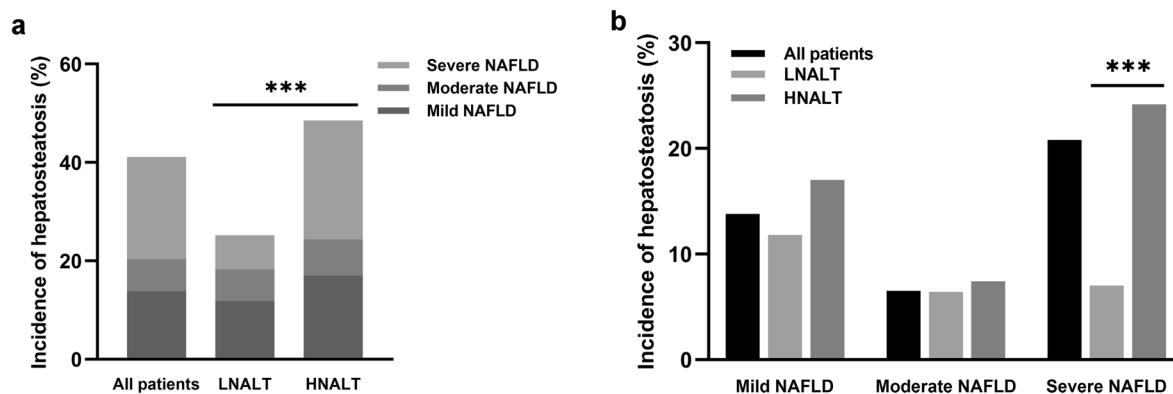 a
Incidence of hepatosteatosis (%)
60
40
20
0
***
Severe NAFLD
Moderate NAFLD
Mild NAFLD
All patients
LNALT
HNALT
b
Incidence of hepatosteatosis (%)
30
20
10
0
All patients
LNALT
HNALT
***
Mild NAFLD
Moderate NAFLD
Severe NAFLD